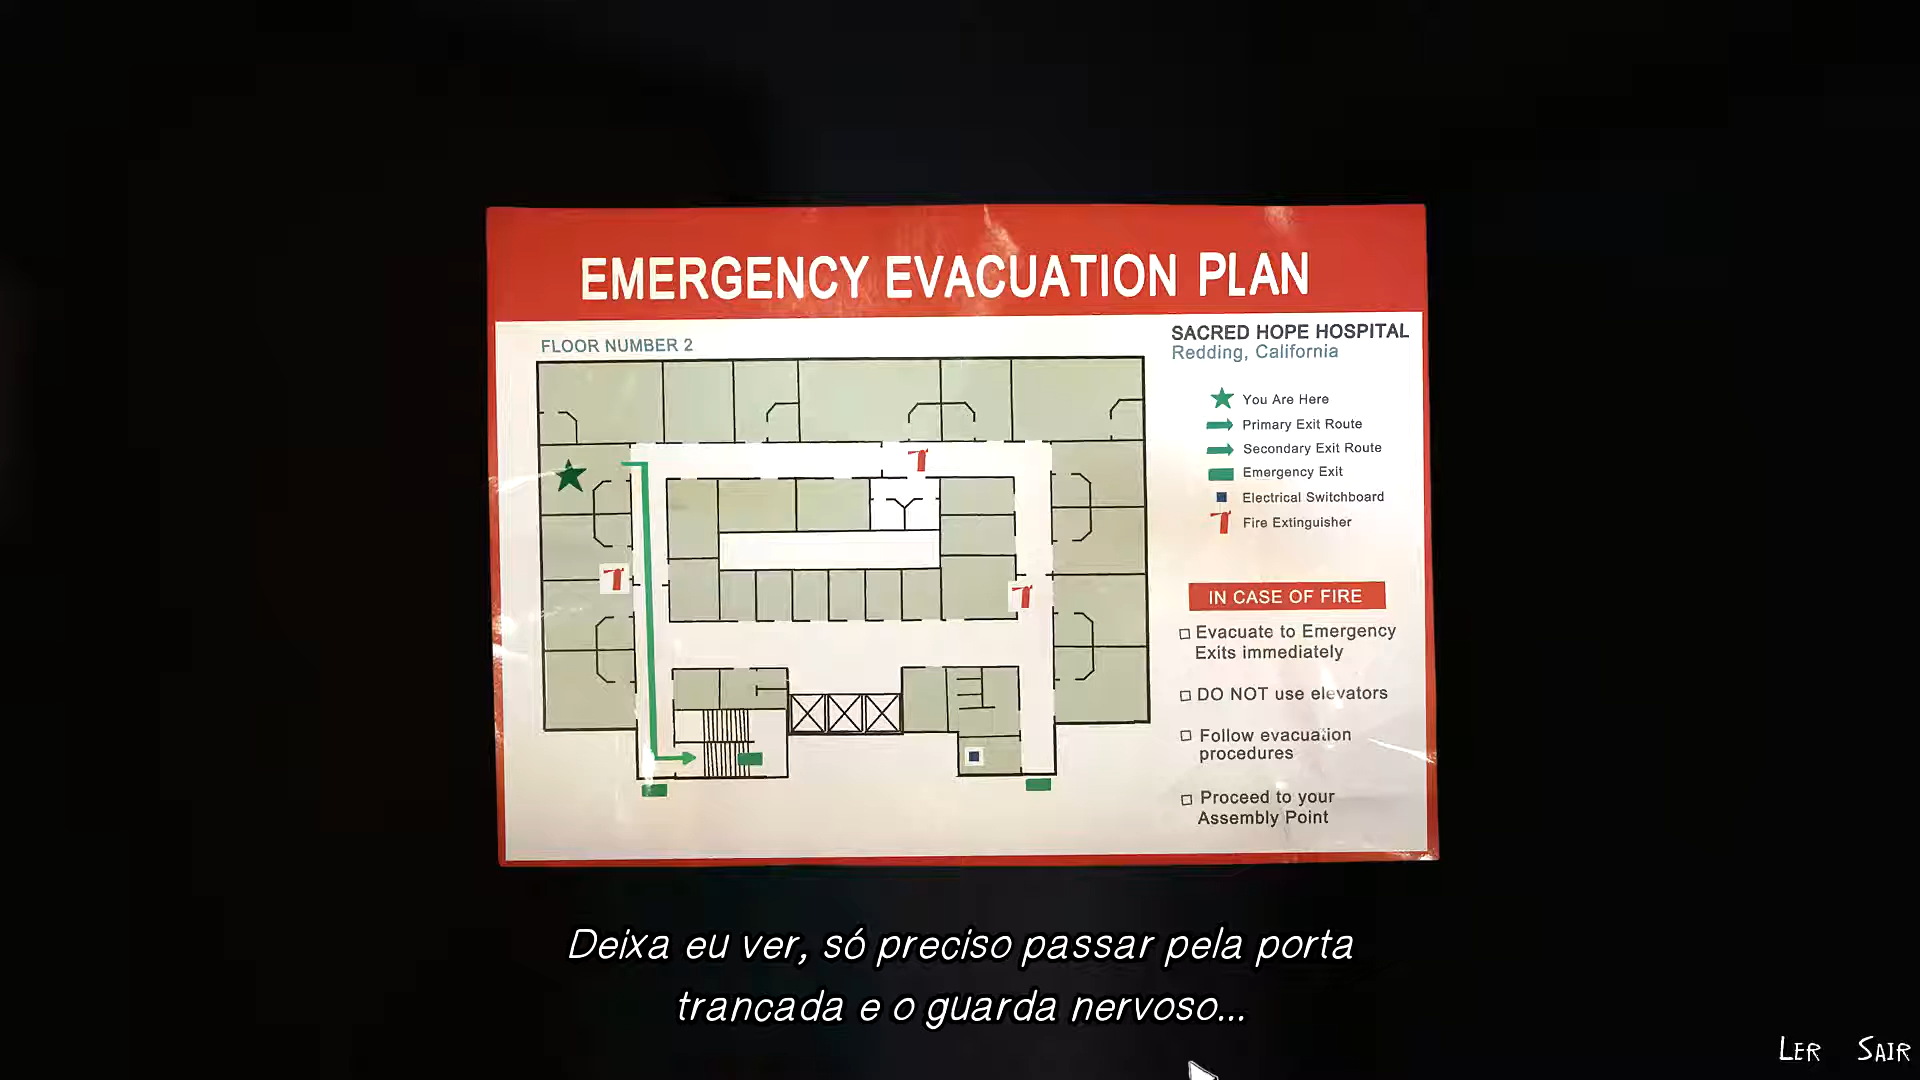 EMERGENCY EVACUATION PLAN
FLOOR NUMBER 2
SACRED HOPE HOSPITAL
Redding, California
You Are Here
Primary Exit Route
Secondary Exit Route
Emergency Exit
Electrical Switchboard
Fire Extinguisher
IN CASE OF FIRE
Evacuate to Emergency
Exits immediately
DO NOT use elevators
Follow evacuation
procedures
Proceed to your
Assembly Point
Deixa eu ver, só preciso passar pela porta
trancada e o guarda nervoso...
LER SAIR